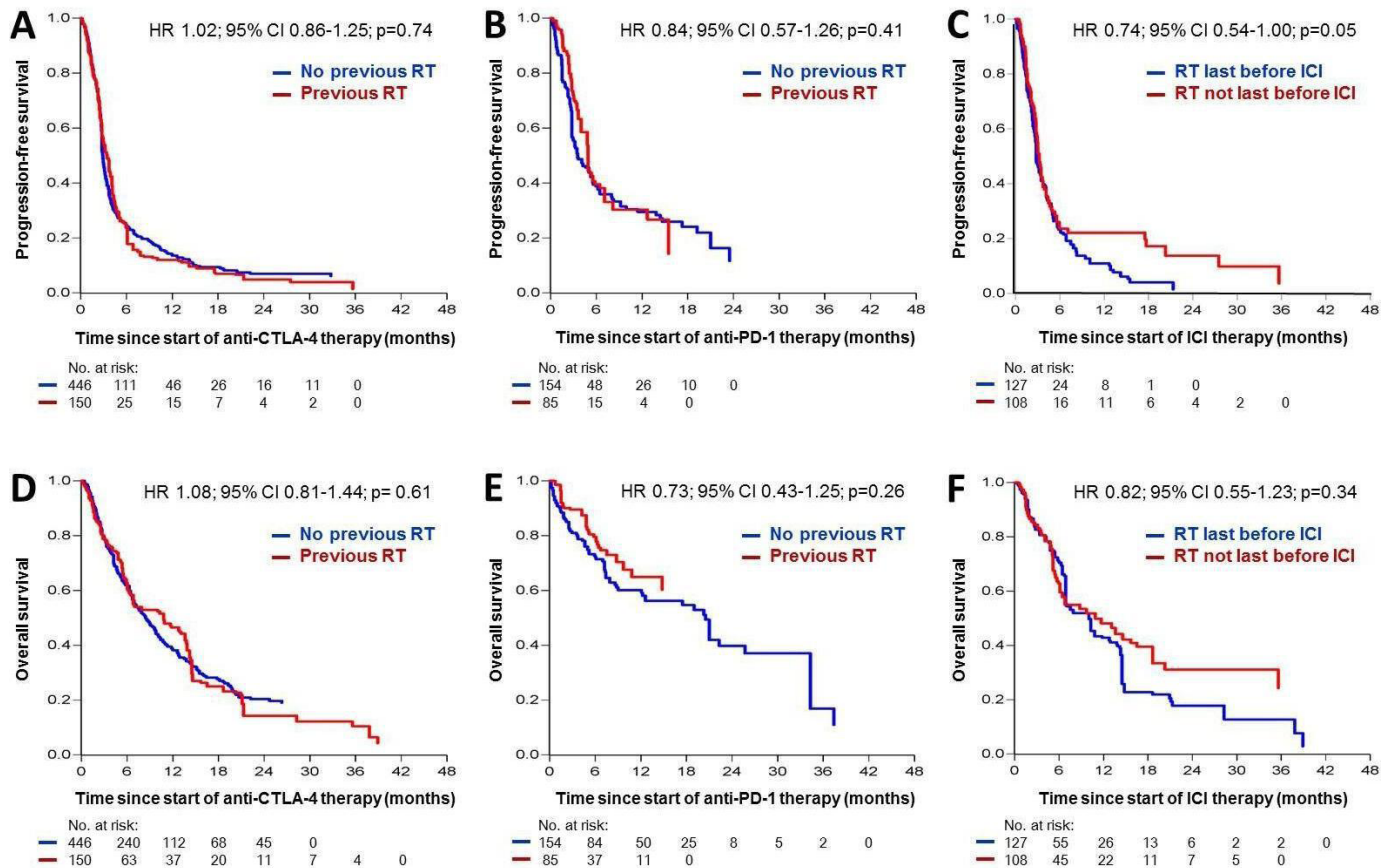 A
HR 1.02; 95% CI 0.86-1.25; p=0.74
No previous RT
Previous RT
Progression-free survival
1.0
0.8
0.6
0.4
0.2
0.0
0 6 12 18 24 30 36 42 48
Time since start of anti-CTLA-4 therapy (months)
No. at risk:
446 111 46 26 16 11 0
150 25 15 7 4 2 0
B
HR 0.84; 95% CI 0.57-1.26; p=0.41
No previous RT
Previous RT
Progression-free survival
1.0
0.8
0.6
0.4
0.2
0.0
0 6 12 18 24 30 36 42 48
Time since start of anti-PD-1 therapy (months)
No. at risk:
154 48 26 10 0
85 15 4 0
C
HR 0.74; 95% CI 0.54-1.00; p=0.05
RT last before ICI
RT not last before ICI
Progression-free survival
1.0
0.8
0.6
0.4
0.2
0.0
0 6 12 18 24 30 36 42 48
Time since start of ICI therapy (months)
No. at risk:
127 24 8 1 0
108 16 11 6 4 2 0
D
HR 1.08; 95% CI 0.81-1.44; p= 0.61
No previous RT
Previous RT
Overall survival
1.0
0.8
0.6
0.4
0.2
0.0
0 6 12 18 24 30 36 42 48
Time since start of anti-CTLA-4 therapy (months)
No. at risk:
446 240 112 68 45 0
150 63 37 20 11 7 4 0
E
HR 0.73; 95% CI 0.43-1.25; p=0.26
No previous RT
Previous RT
Overall survival
1.0
0.8
0.6
0.4
0.2
0.0
0 6 12 18 24 30 36 42 48
Time since start of anti-PD-1 therapy (months)
No. at risk:
154 84 50 25 8 5 2 0
85 37 11 0
F
HR 0.82; 95% CI 0.55-1.23; p=0.34
RT last before ICI
RT not last before ICI
Overall survival
1.0
0.8
0.6
0.4
0.2
0.0
0 6 12 18 24 30 36 42 48
Time since start of ICI therapy (months)
No. at risk:
127 55 26 13 6 2 2 0
108 45 22 11 7 5 0